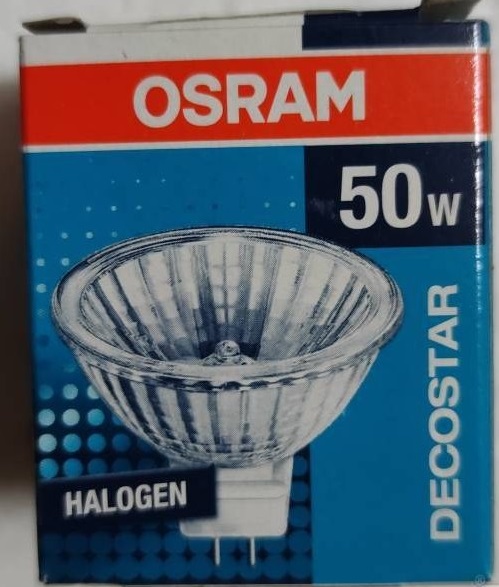 OSRAM
50W
DECOSTAR
HALOGEN